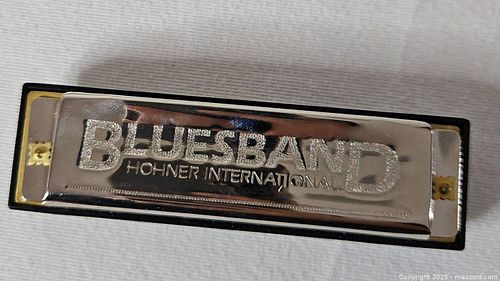 BLUESBAND
HOHNER INTERNATIONAL
Copyright 2025 - maxsold.com